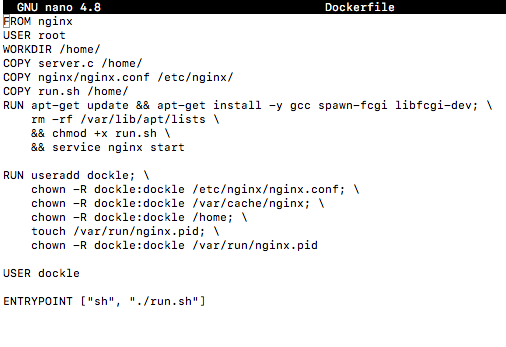 GNU nano 4.8 Dockerfile
FROM nginx
USER root
WORKDIR /home/
COPY server.c /home/
COPY nginx/nginx.conf /etc/nginx/
COPY run.sh /home/
RUN apt-get update && apt-get install -y gcc spawn-fcgi libfcgi-dev; \
    rm -rf /var/lib/apt/lists \
    && chmod +x run.sh \
    && service nginx start

RUN useradd dockle; \
    chown -R dockle:dockle /etc/nginx/nginx.conf; \
    chown -R dockle:dockle /var/cache/nginx; \
    chown -R dockle:dockle /home; \
    touch /var/run/nginx.pid; \
    chown -R dockle:dockle /var/run/nginx.pid

USER dockle

ENTRYPOINT ["sh", "./run.sh"]